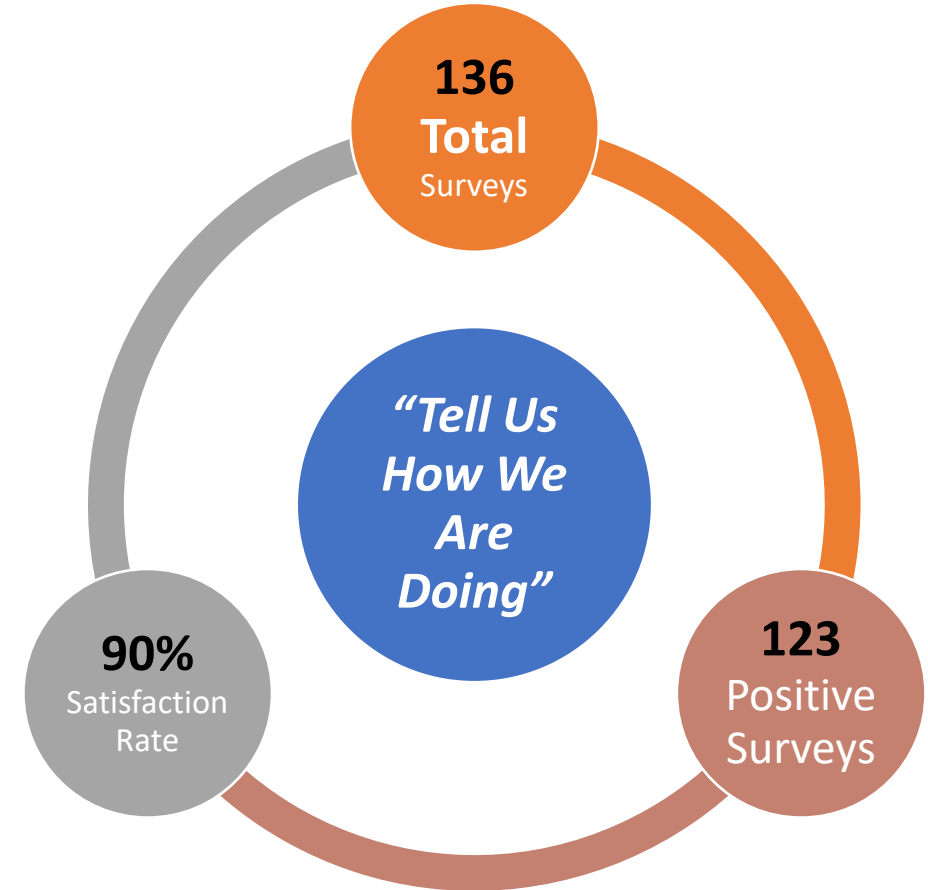 136
Total
Surveys
“Tell Us
How We
Are
Doing”
90%
Satisfaction
Rate
123
Positive
Surveys